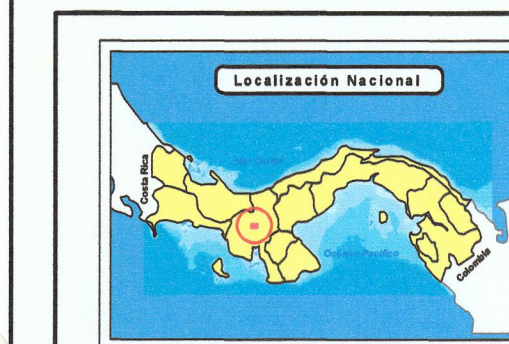 Localización Nacional
Mar Caribe
Costa Rica
Océano Pacífico
Colombia